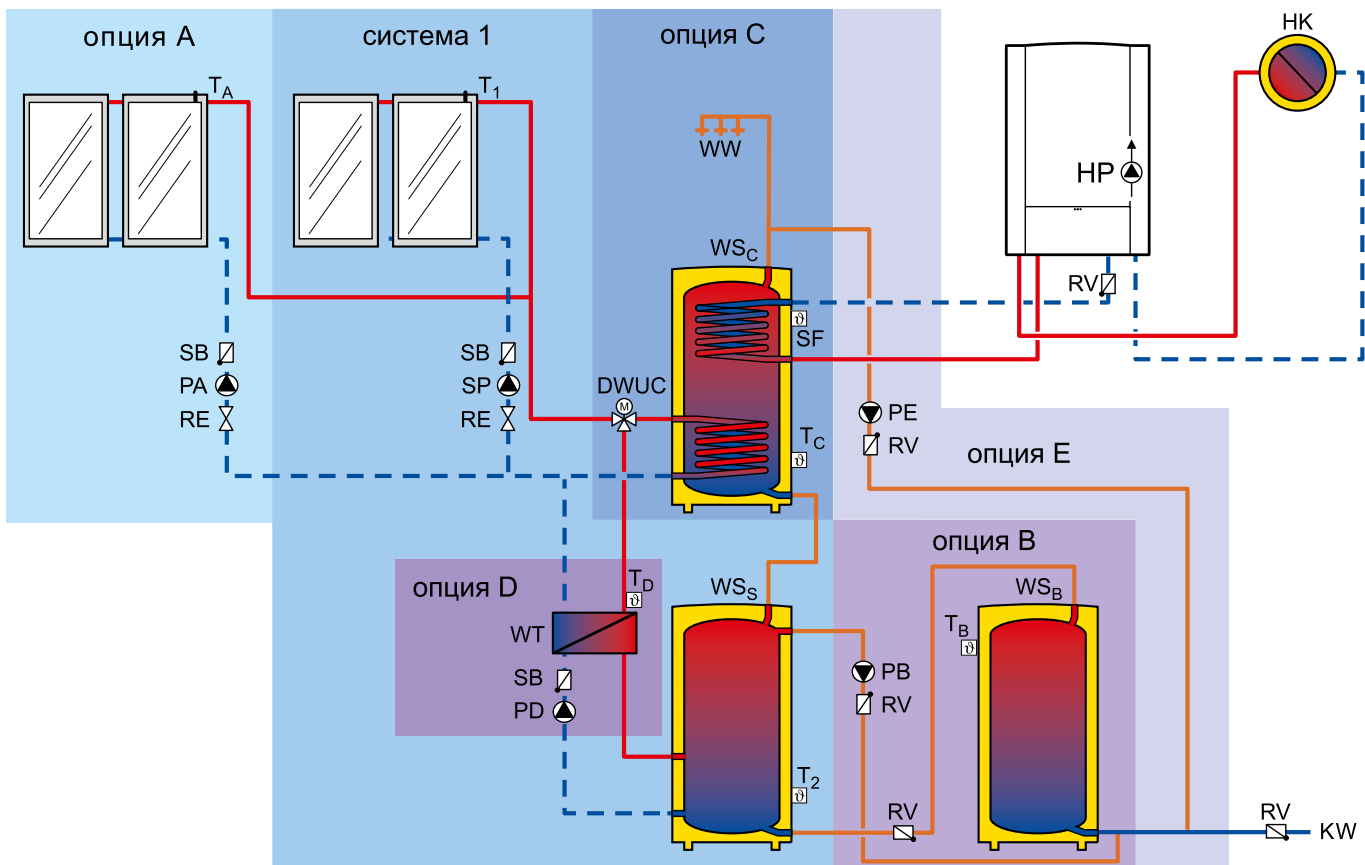 опция A
система 1
опция C
HK
TA
T1
WW
HP
WSC
RV
SB
SB
SF
PA
SP
DWUC
M
RE
RE
PE
TC
RV
опция E
опция B
опция D
TD
WSS
WSB
WT
TB
SB
PB
PD
RV
T2
RV
RV
KW
ϑ
ϑ
ϑ
ϑ
ϑ